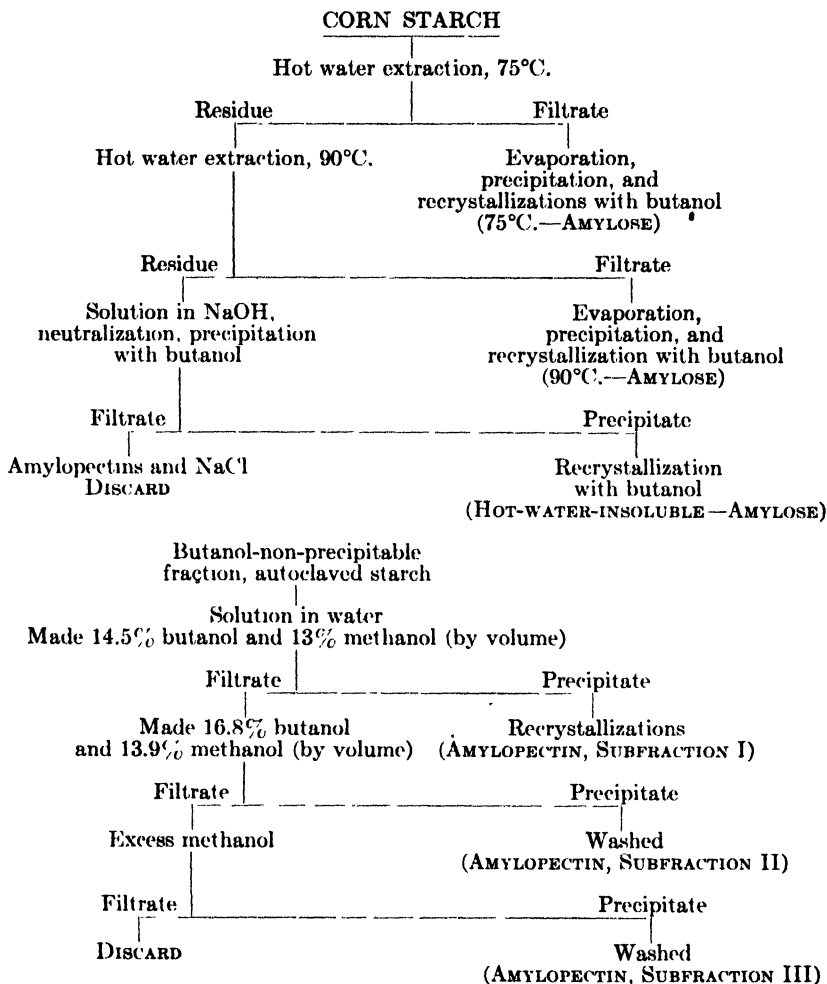 CORN STARCH
Hot water extraction, 75°C.
Residue Filtrate
Hot water extraction, 90°C. Evaporation,
precipitation, and
recrystallizations with butanol
(75°C.—AMYLOSE)
Residue Filtrate
Solution in NaOH, Evaporation,
neutralization, precipitation precipitation, and
with butanol recrystallization with butanol
(90°C.—AMYLOSE)
Filtrate Precipitate
Amylopectins and NaCl Recrystallization
DISCARD with butanol
(HOT-WATER-INSOLUBLE—AMYLOSE)
Butanol-non-precipitable
fraction, autoclaved starch
Solution in water
Made 14.5% butanol and 13% methanol (by volume)
Filtrate Precipitate
Made 16.8% butanol Recrystallizations
and 13.9% methanol (by volume) (AMYLOPECTIN, SUBFRACTION I)
Filtrate Precipitate
Excess methanol Washed
(AMYLOPECTIN, SUBFRACTION II)
Filtrate Precipitate
DISCARD Washed
(AMYLOPECTIN, SUBFRACTION III)